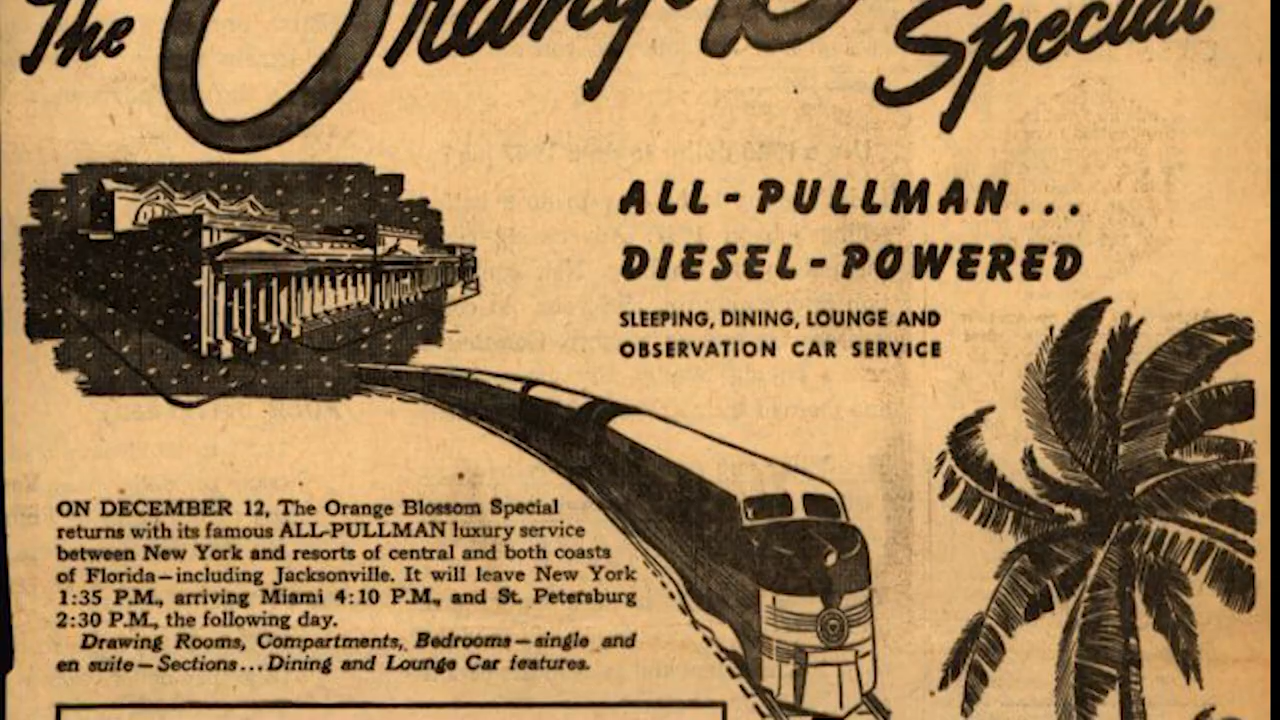 The Orange B Special
ALL-PULLMAN...
DIESEL-POWERED
SLEEPING, DINING, LOUNGE AND
OBSERVATION CAR SERVICE
ON DECEMBER 12, The Orange Blossom Special
returns with its famous ALL-PULLMAN luxury service
between New York and resorts of central and both coasts
of Florida—including Jacksonville. It will leave New York
1:35 P.M., arriving Miami 4:10 P.M., and St. Petersburg
2:30 P.M., the following day.
Drawing Rooms, Compartments, Bedrooms—single and
en suite—Sections...Dining and Lounge Car features.